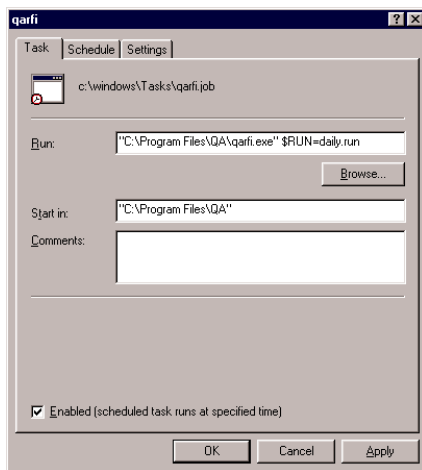 qarfi
Task Schedule Settings
c:\windows\Tasks\qarfi.job
Run: "C:\Program Files\QA\qarfi.exe" $RUN=daily.run
Browse...
Start in: "C:\Program Files\QA"
Comments:
Enabled (scheduled task runs at specified time)
OK Cancel Apply